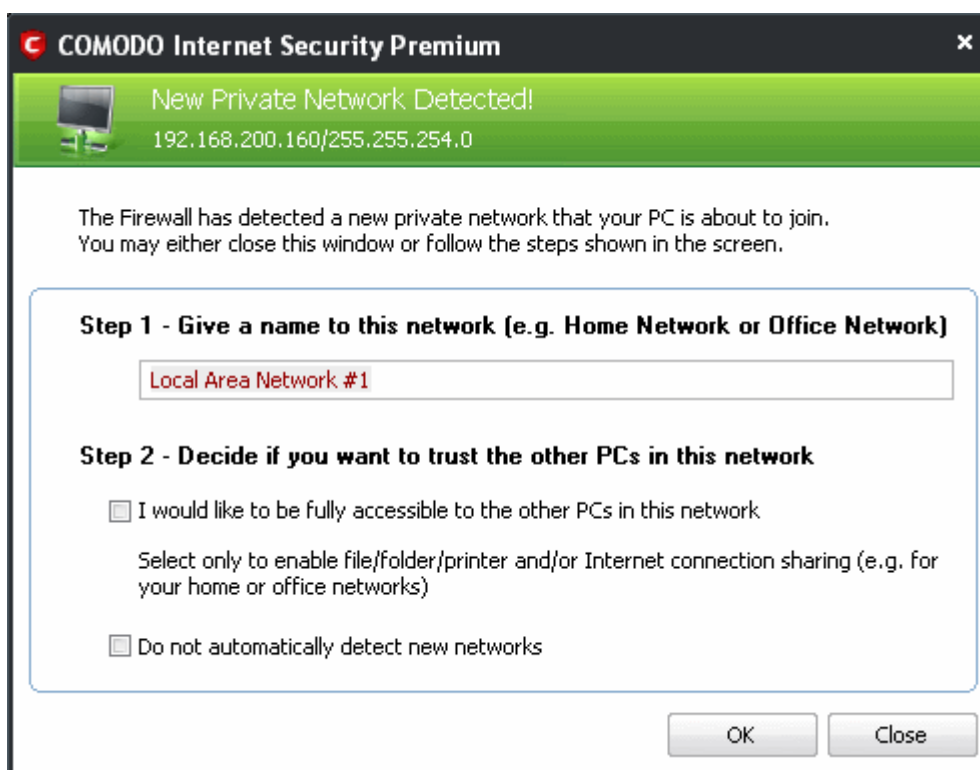 COMODO Internet Security Premium
New Private Network Detected!
192.168.200.160/255.255.254.0
The Firewall has detected a new private network that your PC is about to join.
You may either close this window or follow the steps shown in the screen.
Step 1 - Give a name to this network (e.g. Home Network or Office Network)
Local Area Network #1
Step 2 - Decide if you want to trust the other PCs in this network
I would like to be fully accessible to the other PCs in this network
Select only to enable file/folder/printer and/or Internet connection sharing (e.g. for
your home or office networks)
Do not automatically detect new networks
OK Close